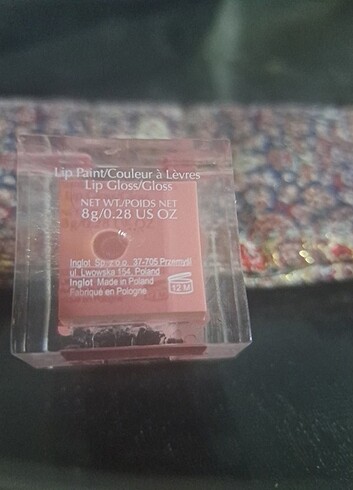 Lip Paint/Couleur à Lèvres
Lip Gloss/Gloss
NET WT./POIDS NET
8g/0.28 US OZ
Inglot Sp. z o.o. 37-705 Przemyśl
ul. Lwowska 154, Poland
Inglot Made in Poland
Fabriqué en Pologne
12 M